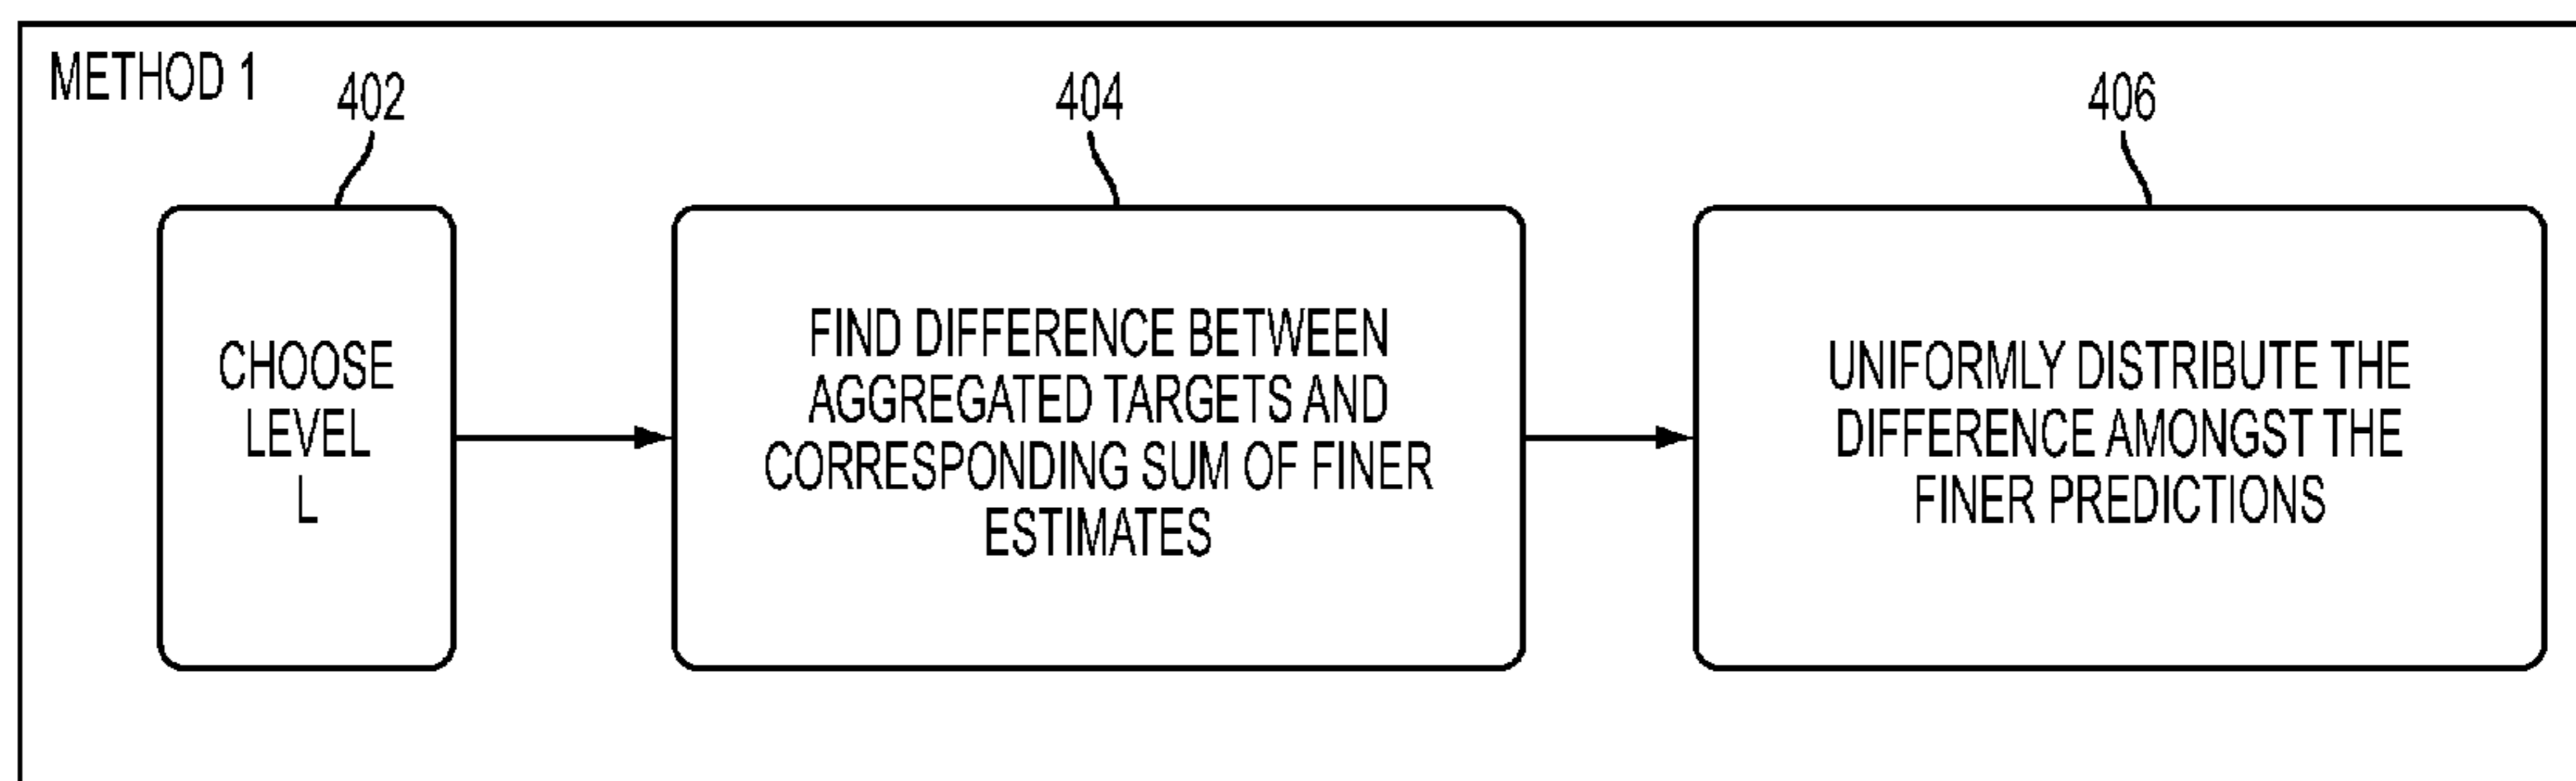 METHOD 1
402
404
406
CHOOSE
LEVEL
L
FIND DIFFERENCE BETWEEN
AGGREGATED TARGETS AND
CORRESPONDING SUM OF FINER
ESTIMATES
UNIFORMLY DISTRIBUTE THE
DIFFERENCE AMONGST THE
FINER PREDICTIONS